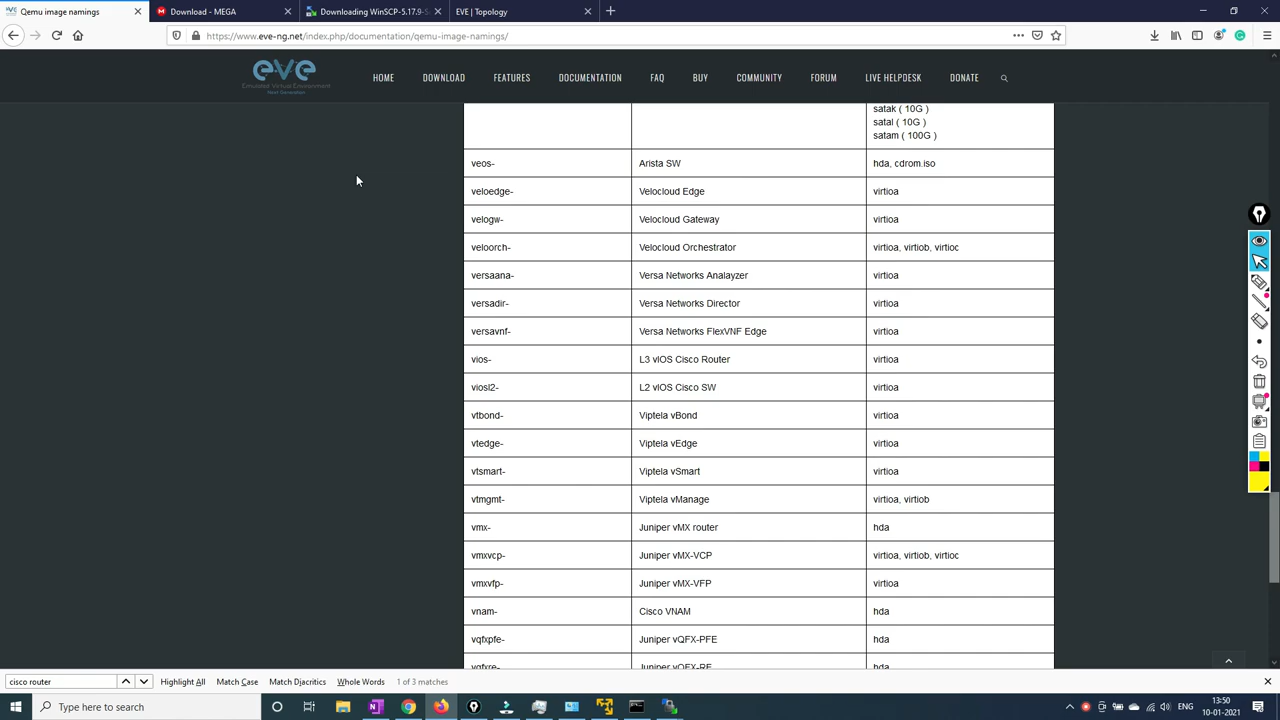 Qemu image namings
Download - MEGA
Downloading WinSCP-5.17.9-S
EVE | Topology
https://www.eve-ng.net/index.php/documentation/qemu-image-namings/
eve
Emulated Virtual Environment
Next Generation
HOME
DOWNLOAD
FEATURES
DOCUMENTATION
FAQ
BUY
COMMUNITY
FORUM
LIVE HELPDESK
DONATE
satak ( 10G )
satal ( 10G )
satam ( 100G )
veos- Arista SW hda, cdrom.iso
veloedge- Velocloud Edge virtioa
velogw- Velocloud Gateway virtioa
veloorch- Velocloud Orchestrator virtioa, virtiob, virtioc
versaana- Versa Networks Analayzer virtioa
versadir- Versa Networks Director virtioa
versavnf- Versa Networks FlexVNF Edge virtioa
vios- L3 vIOS Cisco Router virtioa
viosl2- L2 vIOS Cisco SW virtioa
vtbond- Viptela vBond virtioa
vtedge- Viptela vEdge virtioa
vtsmart- Viptela vSmart virtioa
vtmgmt- Viptela vManage virtioa, virtiob
vmx- Juniper vMX router hda
vmxvcp- Juniper vMX-VCP virtioa, virtiob, virtioc
vmxvfp- Juniper vMX-VFP virtioa
vnam- Cisco VNAM hda
vqfxpfe- Juniper vQFX-PFE hda
vqfxre- Juniper vQFX-RE hda
cisco router
Highlight All
Match Case
Match Diacritics
Whole Words
1 of 3 matches
Type here to search
ENG
13:50
10-01-2021